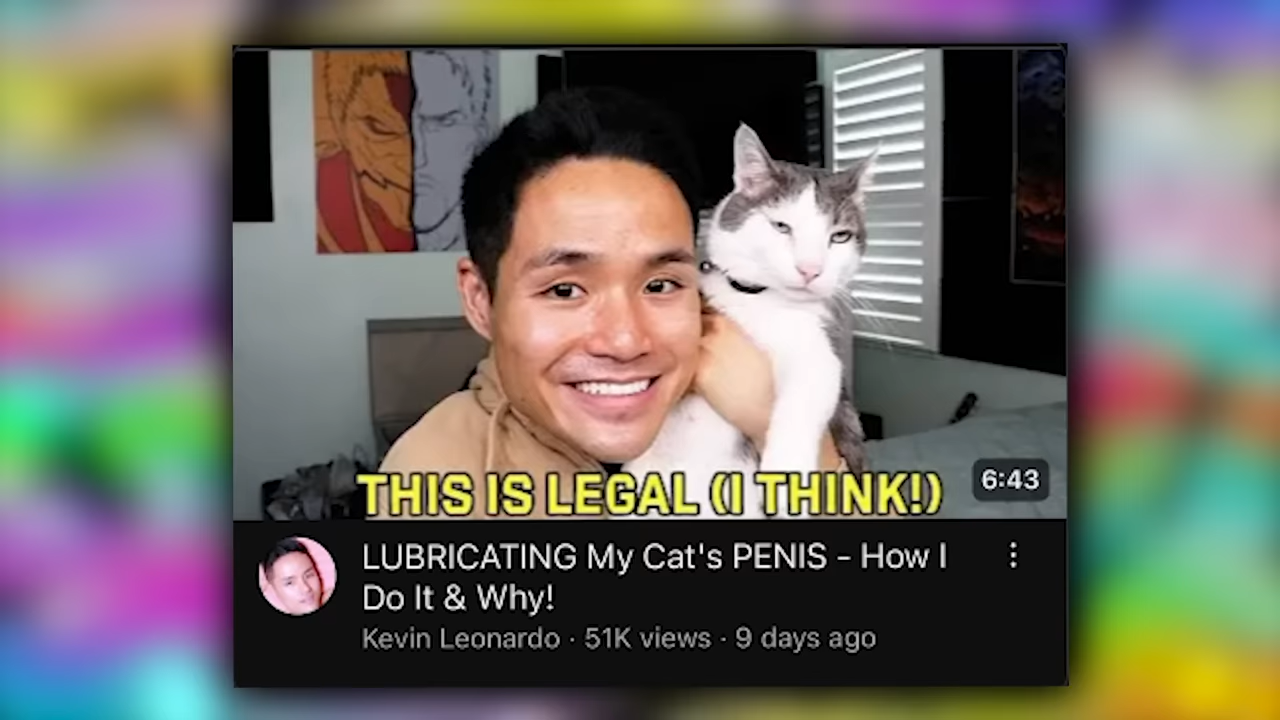 THIS IS LEGAL (I THINK!)
6:43
LUBRICATING My Cat's PENIS – How I
Do It & Why!
Kevin Leonardo · 51K views · 9 days ago